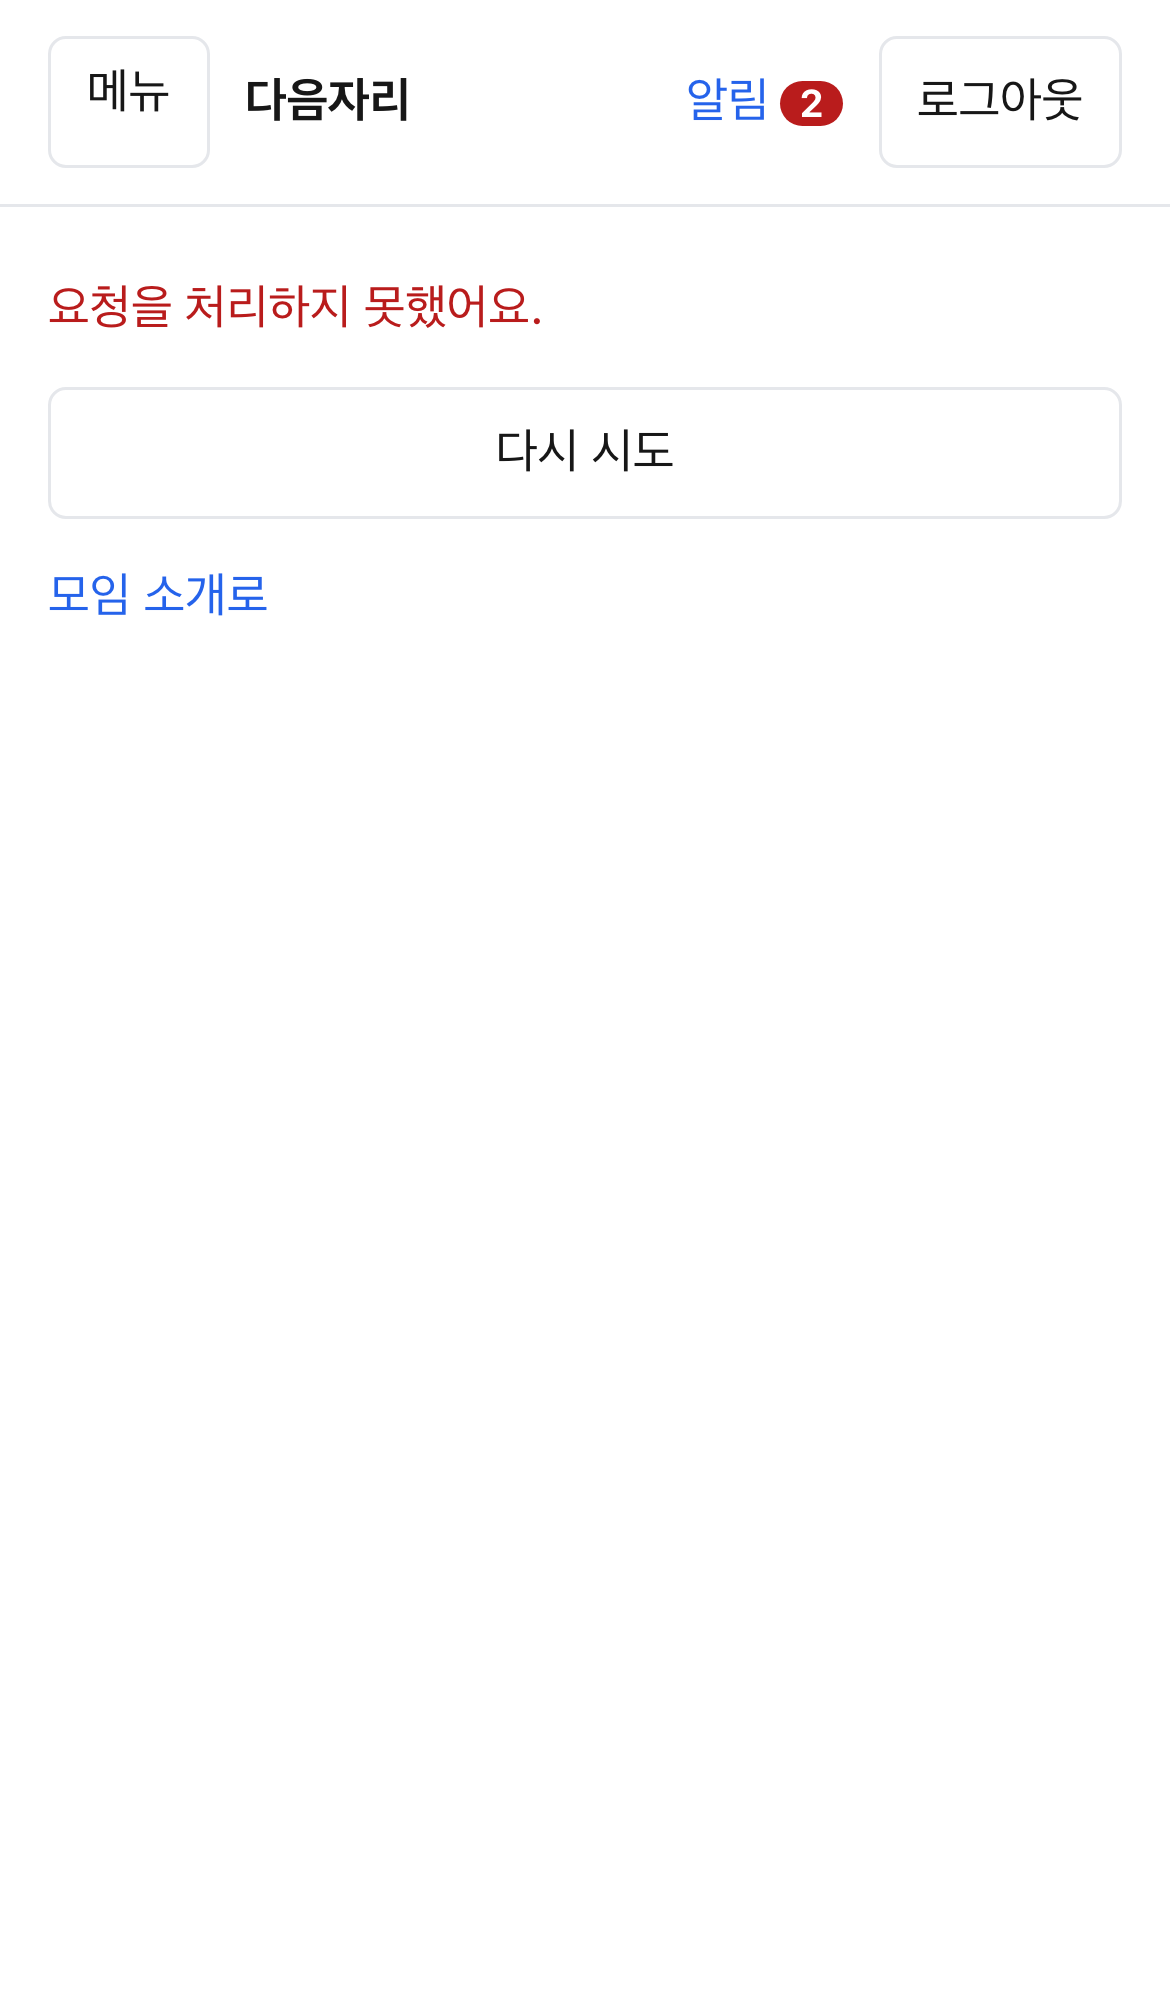 메뉴 다음자리 알림 2 로그아웃
요청을 처리하지 못했어요.
다시 시도
모임 소개로